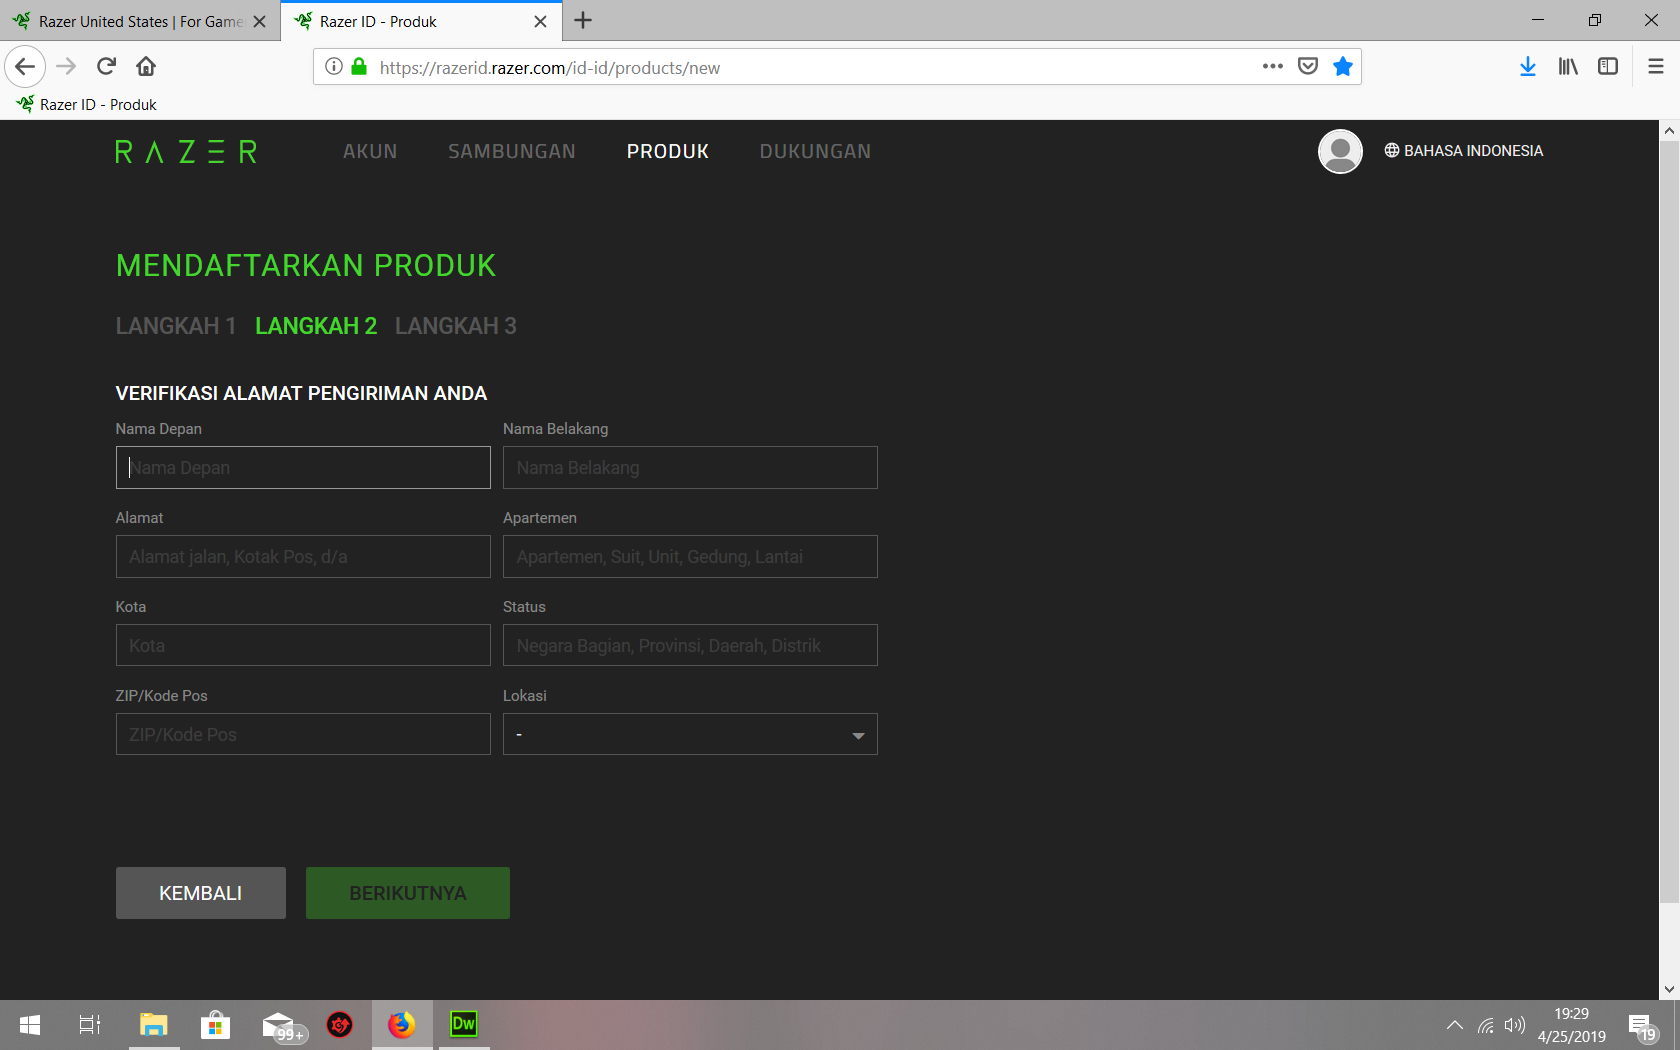 Razer United States | For Game
Razer ID - Produk
https://razerid.razer.com/id-id/products/new
Razer ID - Produk
RAZER
AKUN
SAMBUNGAN
PRODUK
DUKUNGAN
BAHASA INDONESIA
MENDAFTARKAN PRODUK
LANGKAH 1 LANGKAH 2 LANGKAH 3
VERIFIKASI ALAMAT PENGIRIMAN ANDA
Nama Depan
Nama Belakang
Nama Depan
Nama Belakang
Alamat
Apartemen
Alamat jalan, Kotak Pos, d/a
Apartemen, Suit, Unit, Gedung, Lantai
Kota
Status
Kota
Negara Bagian, Provinsi, Daerah, Distrik
ZIP/Kode Pos
Lokasi
ZIP/Kode Pos
-
KEMBALI
BERIKUTNYA
99+
Dw
19:29
4/25/2019
19